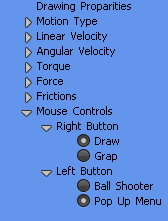 Drawing Proparities
Motion Type
Linear Velocity
Angular Velocity
Torque
Force
Frictions
Mouse Controls
Right Button
Draw
Grap
Left Button
Ball Shooter
Pop Up Menu